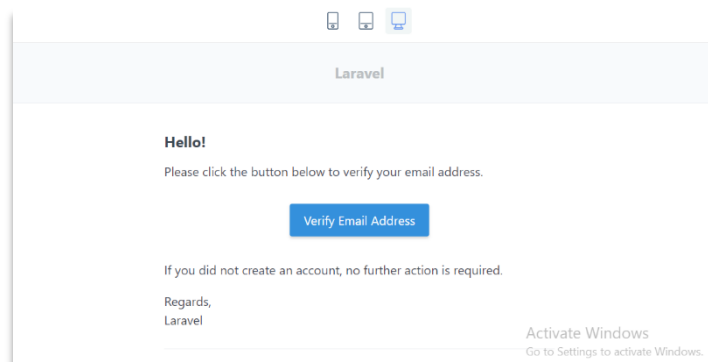 Laravel
Hello!
Please click the button below to verify your email address.
Verify Email Address
If you did not create an account, no further action is required.
Regards,
Laravel
Activate Windows
Go to Settings to activate Windows.